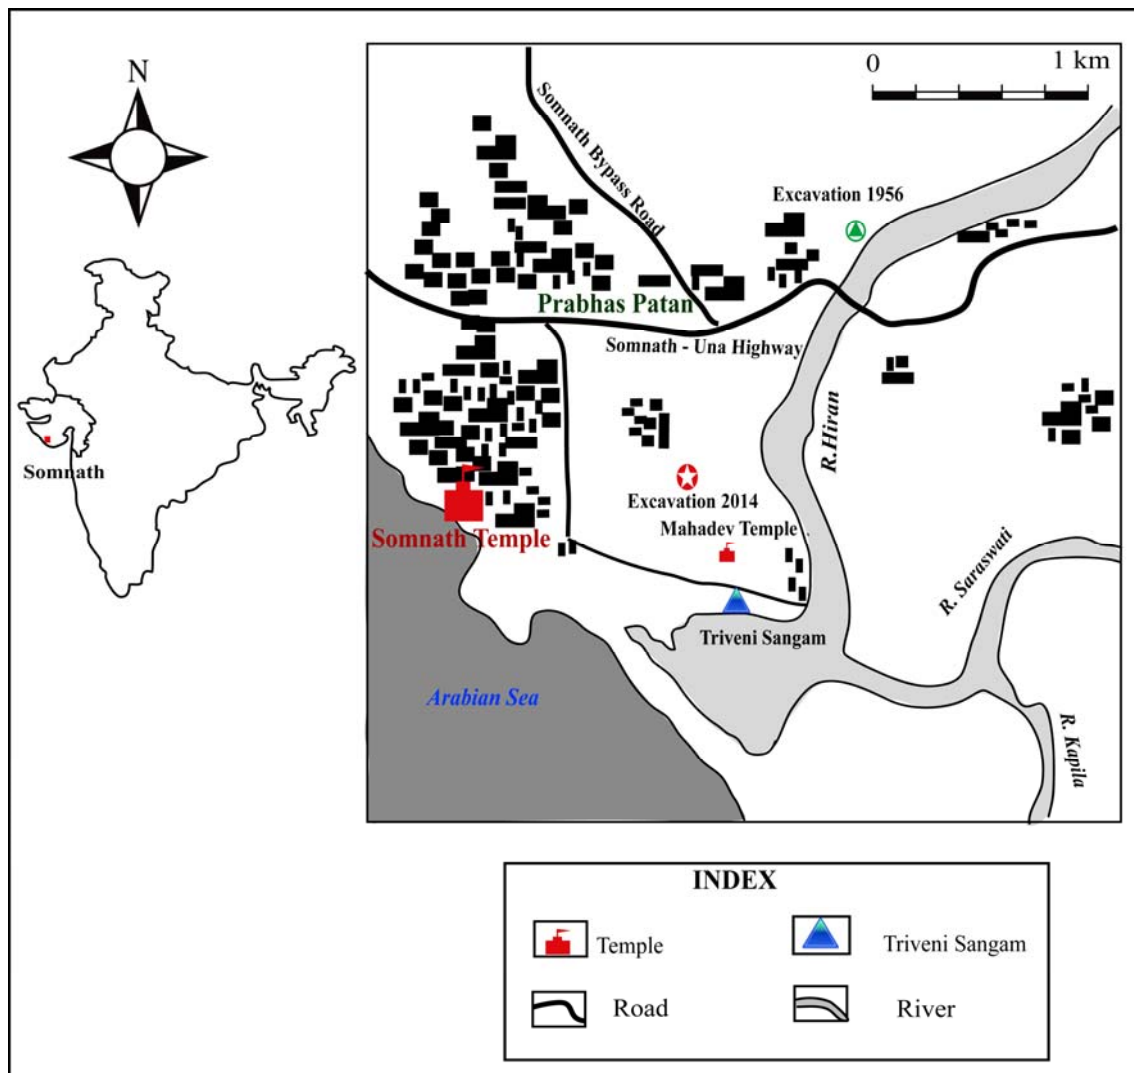 N
0 1 km
Somnath Bypass Road
Excavation 1956
Prabhas Patan
Somnath - Una Highway
R.Hiran
Somnath
Excavation 2014
Mahadev Temple
Somnath Temple
R. Saraswati
Triveni Sangam
Arabian Sea
R. Kapila
INDEX
Temple
Triveni Sangam
Road
River